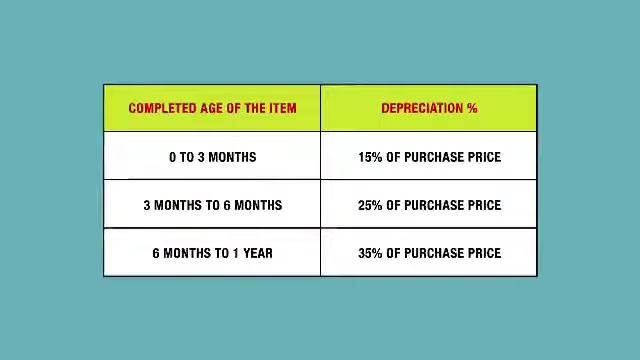 COMPLETED AGE OF THE ITEM DEPRECIATION %
0 TO 3 MONTHS 15% OF PURCHASE PRICE
3 MONTHS TO 6 MONTHS 25% OF PURCHASE PRICE
6 MONTHS TO 1 YEAR 35% OF PURCHASE PRICE